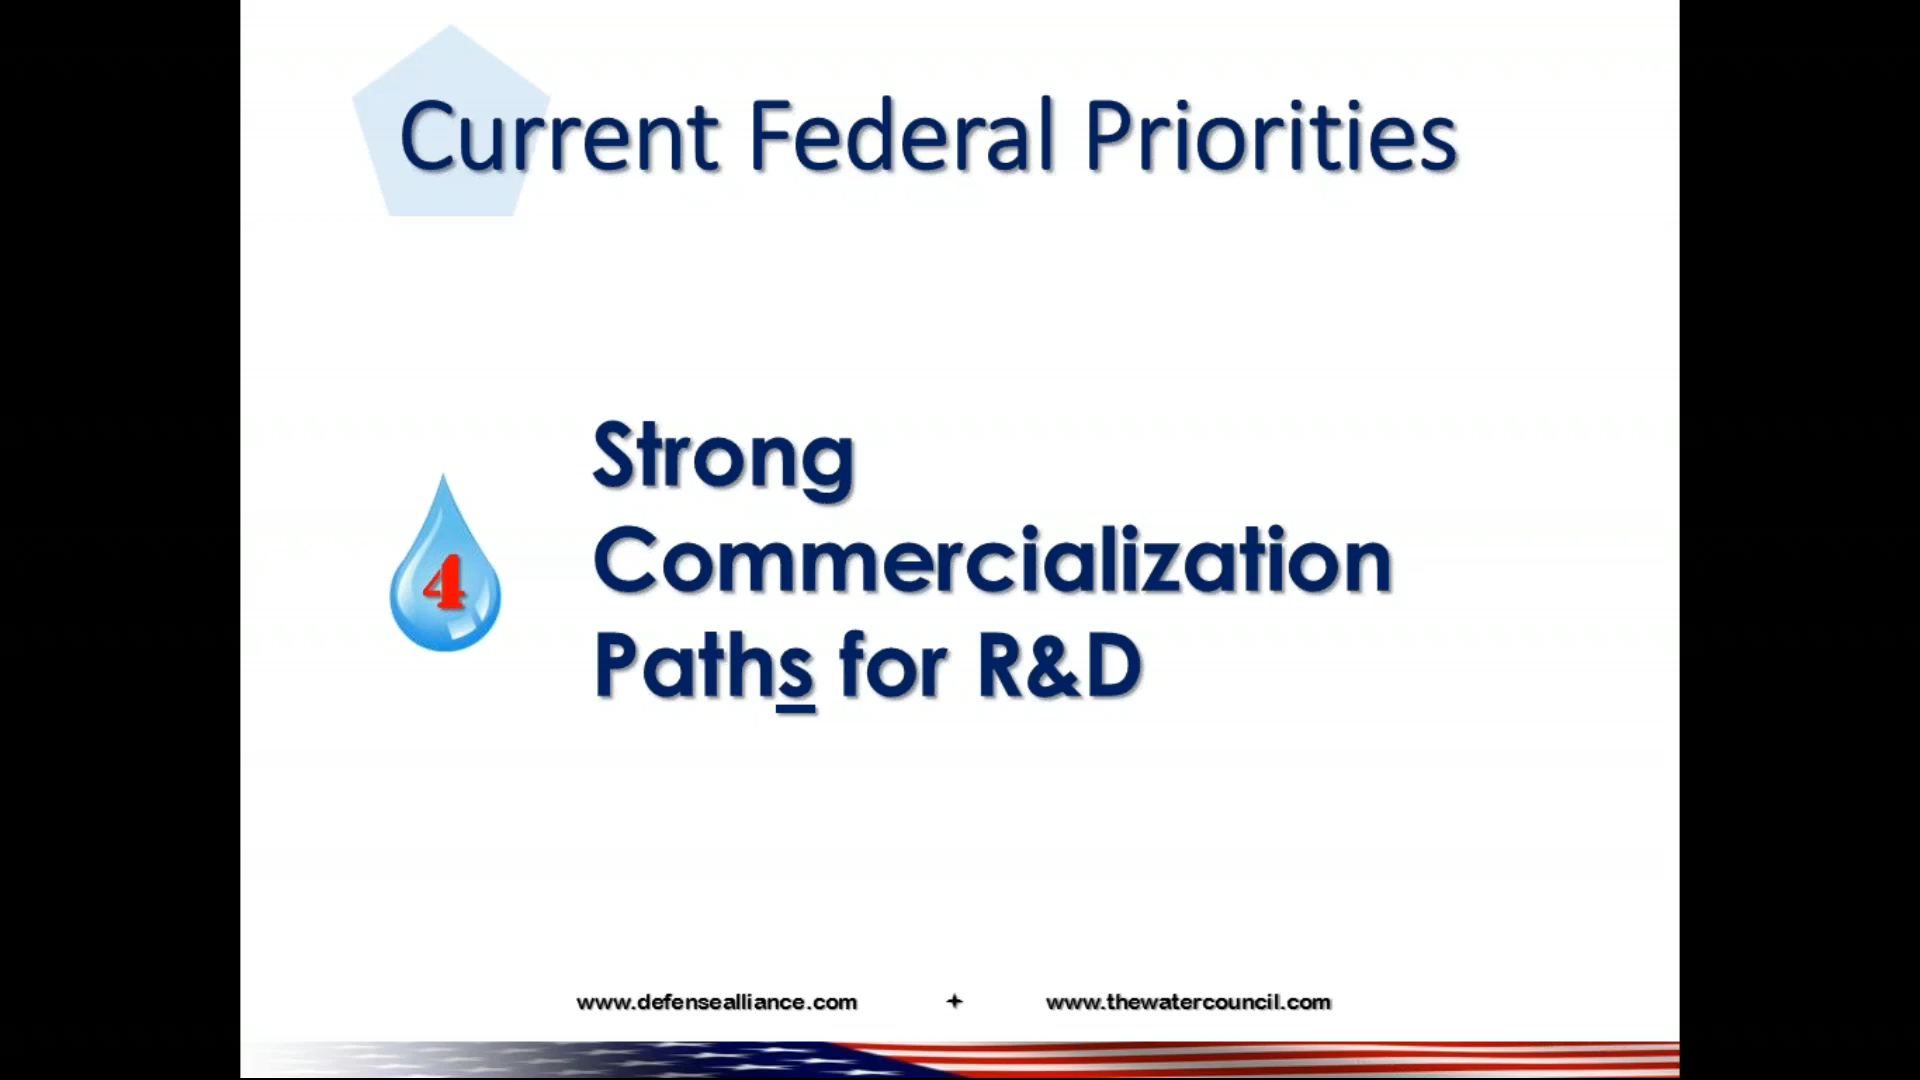 Current Federal Priorities
Strong
Commercialization
4
Paths for R&D
www.defensealliance.com + www.thewatercouncil.com